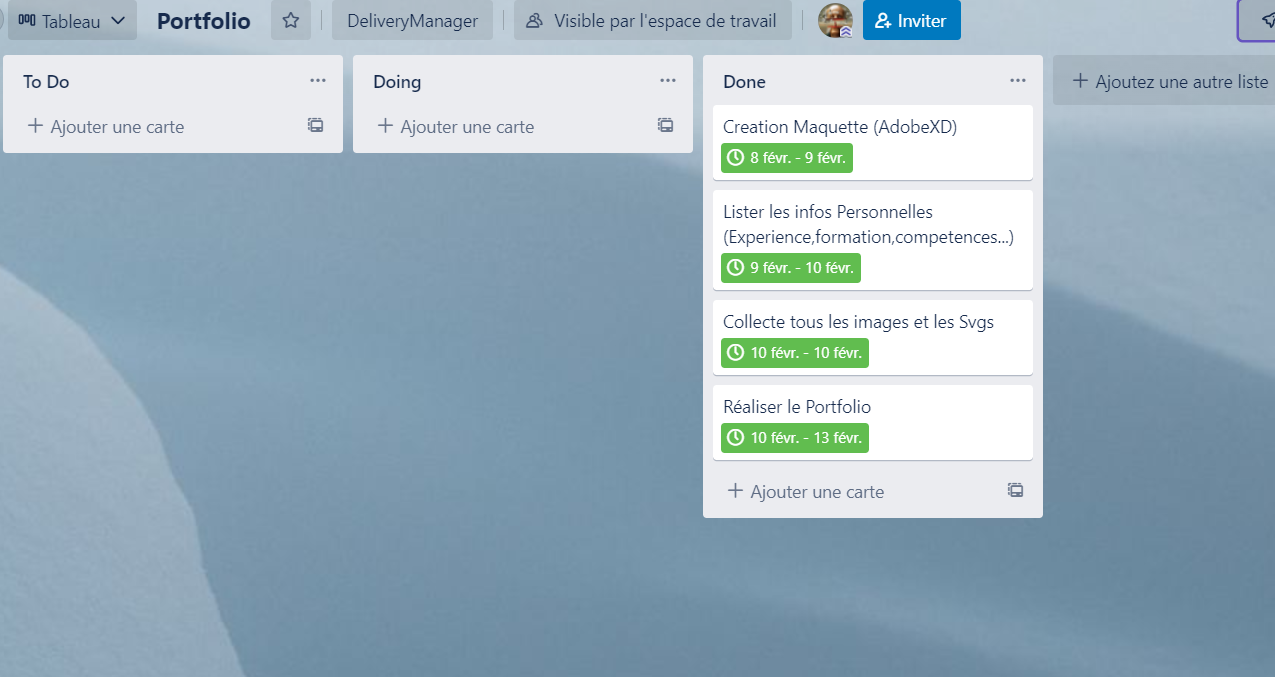 Tableau
Portfolio
DeliveryManager
Visible par l'espace de travail
Inviter
To Do
Ajouter une carte
Doing
Ajouter une carte
Done
Creation Maquette (AdobeXD)
8 févr. - 9 févr.
Lister les infos Personnelles
(Experience,formation,competences...)
9 févr. - 10 févr.
Collecte tous les images et les Svgs
10 févr. - 10 févr.
Réaliser le Portfolio
10 févr. - 13 févr.
Ajouter une carte
Ajoutez une autre liste